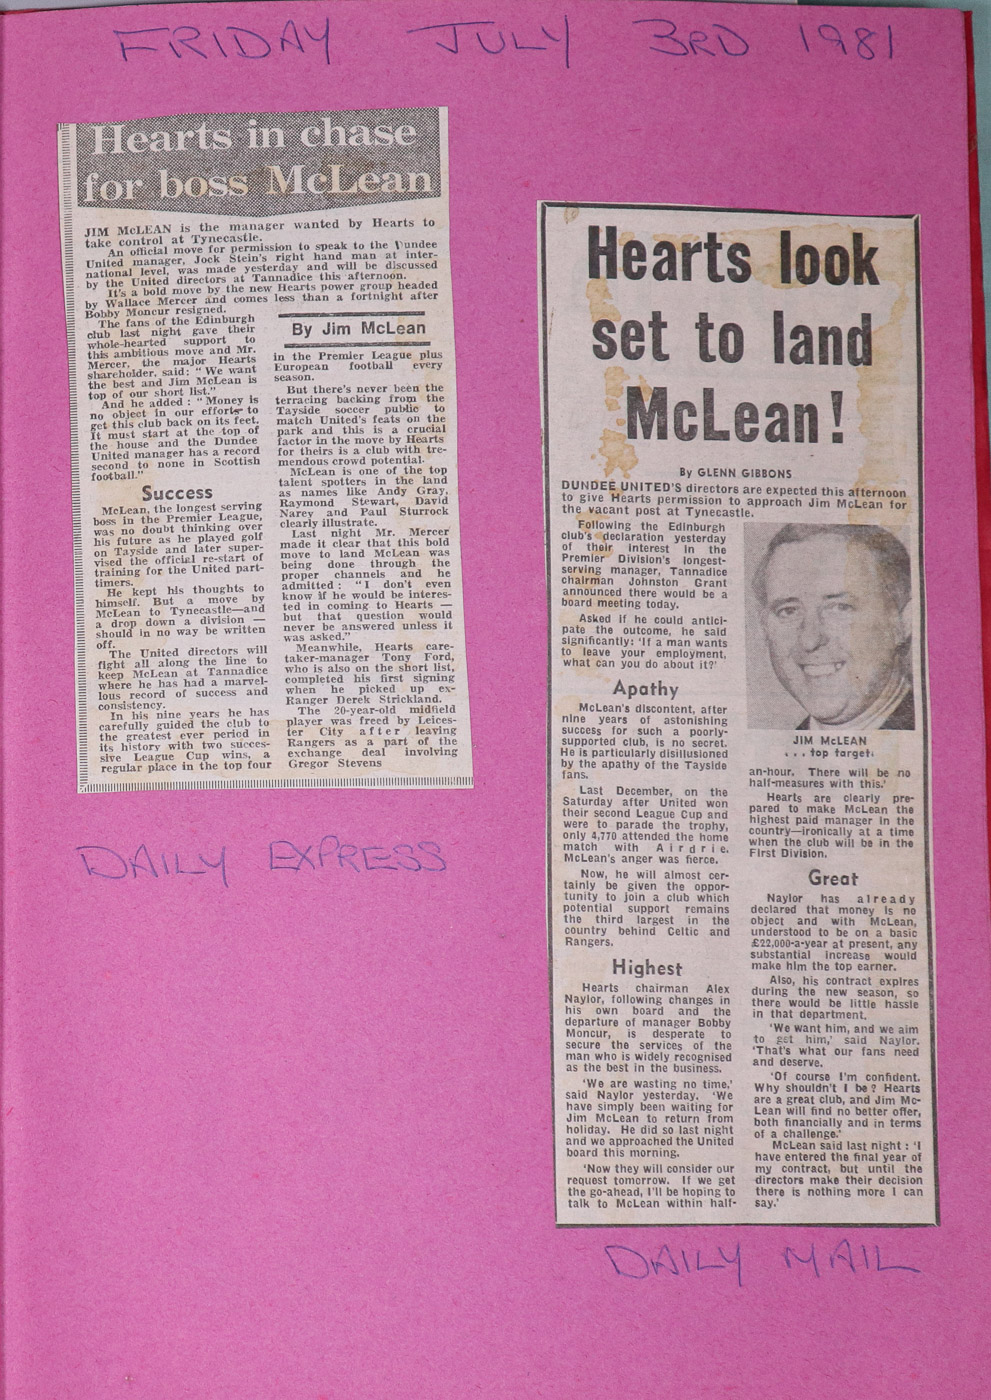 FRIDAY JULY 3RD 1981
Hearts in chase
for boss McLean
JIM McLEAN is the manager wanted by Hearts to
take control at Tynecastle.
An official move for permission to speak to the Dundee
United manager, Jock Stein's right hand man at inter-
national level, was made yesterday and will be discussed
by the United directors at Tannadice this afternoon.
It's a bold move by the new Hearts power group headed
by Wallace Mercer and comes less than a fortnight after
Bobby Moncur resigned.
The fans of the Edinburgh
club last night gave their
whole-hearted support to
this ambitious move and Mr.
Mercer, the major Hearts
shareholder, said: "We want
the best and Jim McLean is
top of our short list."
And he added: "Money is
no object in our efforts to
get this club back on its feet.
It must start at the top of
the house and the Dundee
United manager has a record
second to none in Scottish
football."
Success
McLean, the longest serving
boss in the Premier League,
was no doubt thinking over
his future as he played golf
on Tayside and later super-
vised the official re-start of
training for the United part-
timers.
He kept his thoughts to
himself. But a move by
McLean to Tynecastle—and
a drop down a division —
should in no way be written
off.
The United directors will
fight all along the line to
keep McLean at Tannadice
where he has had a marvel-
lous record of success and
consistency.
In his nine years he has
carefully guided the club to
the greatest ever period in
its history with two succes-
sive League Cup wins, a
regular place in the top four
By Jim McLean
in the Premier League plus
European football every
season.
But there's never been the
terracing backing from the
Tayside soccer public to
match United's feats on the
park and this is a crucial
factor in the move by Hearts
for theirs is a club with tre-
mendous crowd potential.
McLean is one of the top
talent spotters in the land
as names like Andy Gray,
Raymond Stewart, David
Narey and Paul Sturrock
clearly illustrate.
Last night Mr. Mercer
made it clear that this bold
move to land McLean was
being done through the
proper channels and he
admitted: "I don't even
know if he would be interes-
ted in coming to Hearts —
but that question would
never be answered unless it
was asked."
Meanwhile, Hearts care-
taker-manager Tony Ford,
who is also on the short list,
completed his first signing
when he picked up ex-
Ranger Derek Strickland.
The 20-year-old midfield
player was freed by Leices-
ter City after leaving
Rangers as a part of the
exchange deal involving
Gregor Stevens
DAILY EXPRESS
Hearts look
set to land
McLean!
By GLENN GIBBONS
DUNDEE UNITED'S directors are expected this afternoon
to give Hearts permission to approach Jim McLean for
the vacant post at Tynecastle.
Following the Edinburgh
club's declaration yesterday
of their interest in the
Premier Division's longest-
serving manager, Tannadice
chairman Johnston Grant
announced there would be a
board meeting today.
Asked if he could antici-
pate the outcome, he said
significantly: 'If a man wants
to leave your employment,
what can you do about it?'
Apathy
McLean's discontent, after
nine years of astonishing
success for such a poorly-
supported club, is no secret.
He is particularly disillusioned
by the apathy of the Tayside
fans.
Last December, on the
Saturday after United won
their second League Cup and
were to parade the trophy,
only 4,770 attended the home
match with Airdrie.
McLean's anger was fierce.
Now, he will almost cer-
tainly be given the oppor-
tunity to join a club which
potential support remains
the third largest in the
country behind Celtic and
Rangers.
Highest
Hearts chairman Alex
Naylor, following changes in
his own board and the
departure of manager Bobby
Moncur, is desperate to
secure the services of the
man who is widely recognised
as the best in the business.
'We are wasting no time,'
said Naylor yesterday. 'We
have simply been waiting for
Jim McLean to return from
holiday. He did so last night
and we approached the United
board this morning.
'Now they will consider our
request tomorrow. If we get
the go-ahead, I'll be hoping to
talk to McLean within half-
JIM McLEAN
. . . top target.
an-hour. There will be no
half-measures with this.'
Hearts are clearly pre-
pared to make McLean the
highest paid manager in the
country—ironically at a time
when the club will be in the
First Division.
Great
Naylor has already
declared that money is no
object and with McLean,
understood to be on a basic
£22,000-a-year at present, any
substantial increase would
make him the top earner.
Also, his contract expires
during the new season, so
there would be little hassle
in that department.
'We want him, and we aim
to get him,' said Naylor.
'That's what our fans need
and deserve.
'Of course I'm confident.
Why shouldn't I be? Hearts
are a great club, and Jim Mc-
Lean will find no better offer,
both financially and in terms
of a challenge.'
McLean said last night: 'I
have entered the final year of
my contract, but until the
directors make their decision
there is nothing more I can
say.'
DAILY MAIL